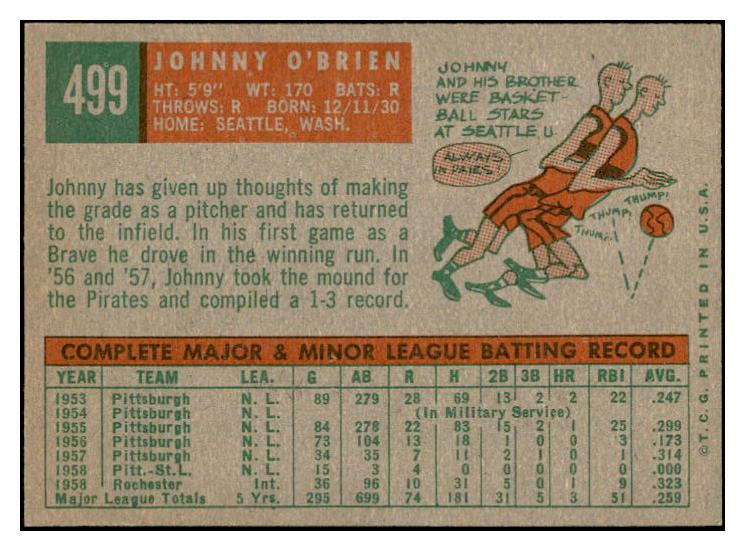 499
JOHNNY O'BRIEN
HT: 5'9" WT: 170 BATS: R
THROWS: R BORN: 12/11/30
HOME: SEATTLE, WASH.
JOHNNY
AND HIS BROTHER
WERE BASKET-
BALL STARS
AT SEATTLE U.
ALWAYS
IN PAIRS
THUMP!
THUMP!
THUMP!
Johnny has given up thoughts of making
the grade as a pitcher and has returned
to the infield. In his first game as a
Brave he drove in the winning run. In
'56 and '57, Johnny took the mound for
the Pirates and compiled a 1-3 record.
COMPLETE MAJOR & MINOR LEAGUE BATTING RECORD
YEAR TEAM LEA. G AB R H 2B 3B HR RBI AVG.
1953 Pittsburgh N. L. 89 279 28 69 13 2 2 22 .247
1954 Pittsburgh N. L. (In Military Service)
1955 Pittsburgh N. L. 84 278 22 83 15 2 1 25 .299
1956 Pittsburgh N. L. 73 104 13 18 1 0 0 3 .173
1957 Pittsburgh N. L. 34 35 7 11 2 1 0 1 .314
1958 Pitt.-St.L. N. L. 15 3 4 0 0 0 0 0 .000
1958 Rochester Int. 36 96 10 31 5 0 1 9 .323
Major League Totals 5 Yrs. 295 699 74 181 31 5 3 51 .259
©T.C.G. PRINTED IN U.S.A.